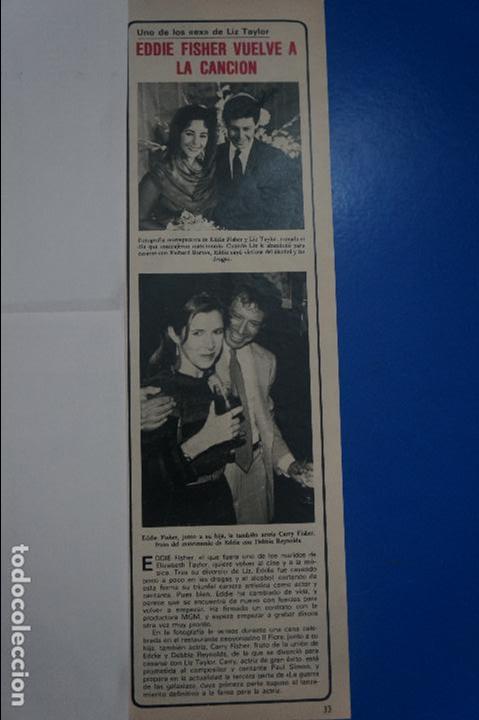 Uno de los «ex» de Liz Taylor
EDDIE FISHER VUELVE A
LA CANCION
Fotografía retrospectiva de Eddie Fisher y Liz Taylor, tomada el
día que contrajeron matrimonio. Cuando Liz le abandonó para
casarse con Richard Burton, Eddie cayó víctima del alcohol y las
drogas.
Eddie Fisher, junto a su hija, la también actriz Carry Fisher,
fruto del matrimonio de Eddie con Debbie Reynolds.
EDDIE Fisher, el que fuera uno de los maridos de
Elizabeth Taylor, quiere volver al cine y a la mú-
sica. Tras su divorcio de Liz, Eddie fue cayendo
poco a poco en las drogas y el alcohol cortando de
esta forma su triunfal carrera artística como actor y
cantante. Pues bien, Eddie ha cambiado de vida, y
parece que se encuentra de nuevo con fuerzas para
volver a empezar. Ha firmado un contrato con la
productora MGM, y espera empezar a grabar discos
otra vez muy pronto.
En la fotografía le vemos durante una cena cele-
brada en el restaurante neoyorquino Il Fiore, junto a su
hija, también actriz, Carry Fisher, fruto de la unión de
Eddie y Debbie Reynolds, de la que se divorció para
casarse con Liz Taylor. Carry, actriz de gran éxito, está
prometida al compositor y cantante Paul Simon, y
prepara en la actualidad la tercera parte de «La guerra
de las galaxias», cuya primera parte supuso el lanza-
miento definitivo a la fama para la actriz.
33
todocoleccion